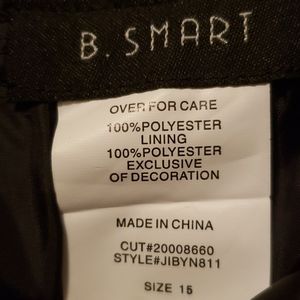 B. SMART
OVER FOR CARE
100%POLYESTER
LINING
100%POLYESTER
EXCLUSIVE
OF DECORATION
MADE IN CHINA
CUT#20008660
STYLE#JIBYN811
SIZE 15